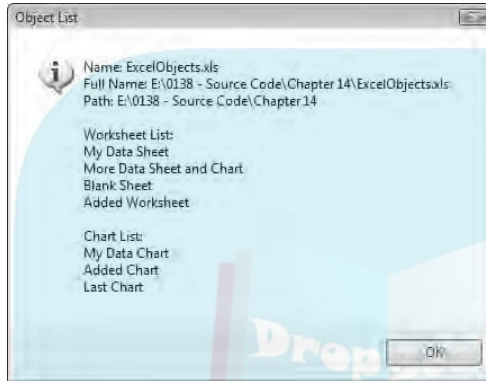 Object List
Name: ExcelObjects.xls
Full Name: E:\0138 - Source Code\Chapter 14\ExcelObjects.xls
Path: E:\0138 - Source Code\Chapter 14
Worksheet List:
My Data Sheet
More Data Sheet and Chart
Blank Sheet
Added Worksheet
Chart List:
My Data Chart
Added Chart
Last Chart
OK